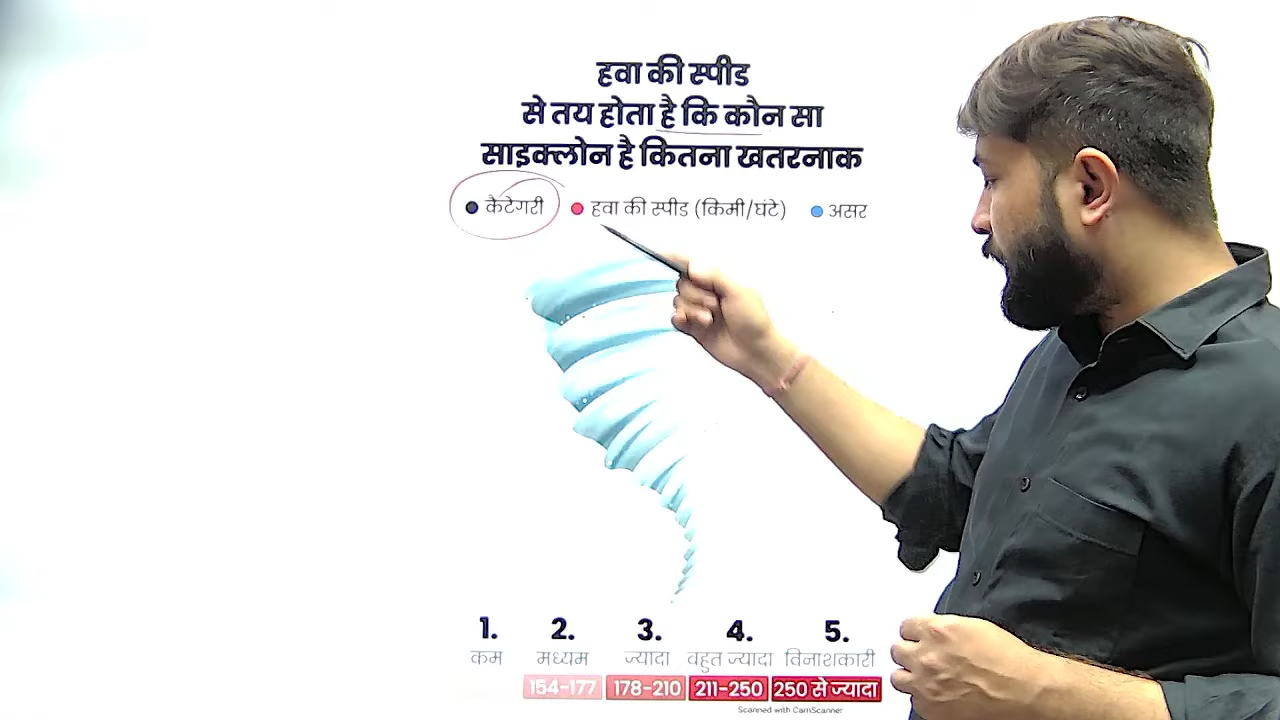 हवा की स्पीड
से तय होता है कि कौन सा
साइक्लोन है कितना खतरनाक
कैटेगरी हवा की स्पीड (किमी/घंटे) असर
1. 2. 3. 4. 5.
कम मध्यम ज्यादा बहुत ज्यादा विनाशकारी
154-177 178-210 211-250 250 से ज्यादा
Scanned with CamScanner